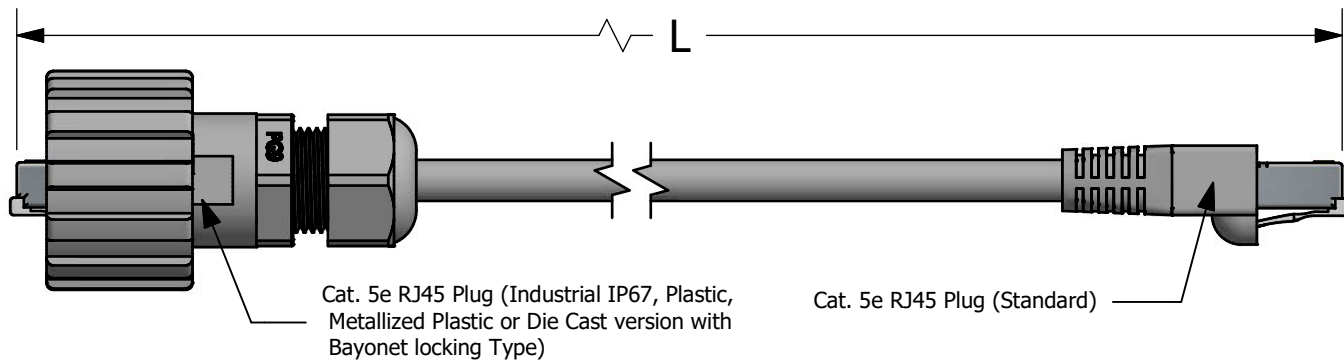 L
PG9
Cat. 5e RJ45 Plug (Industrial IP67, Plastic,
Metallized Plastic or Die Cast version with
Bayonet locking Type)
Cat. 5e RJ45 Plug (Standard)